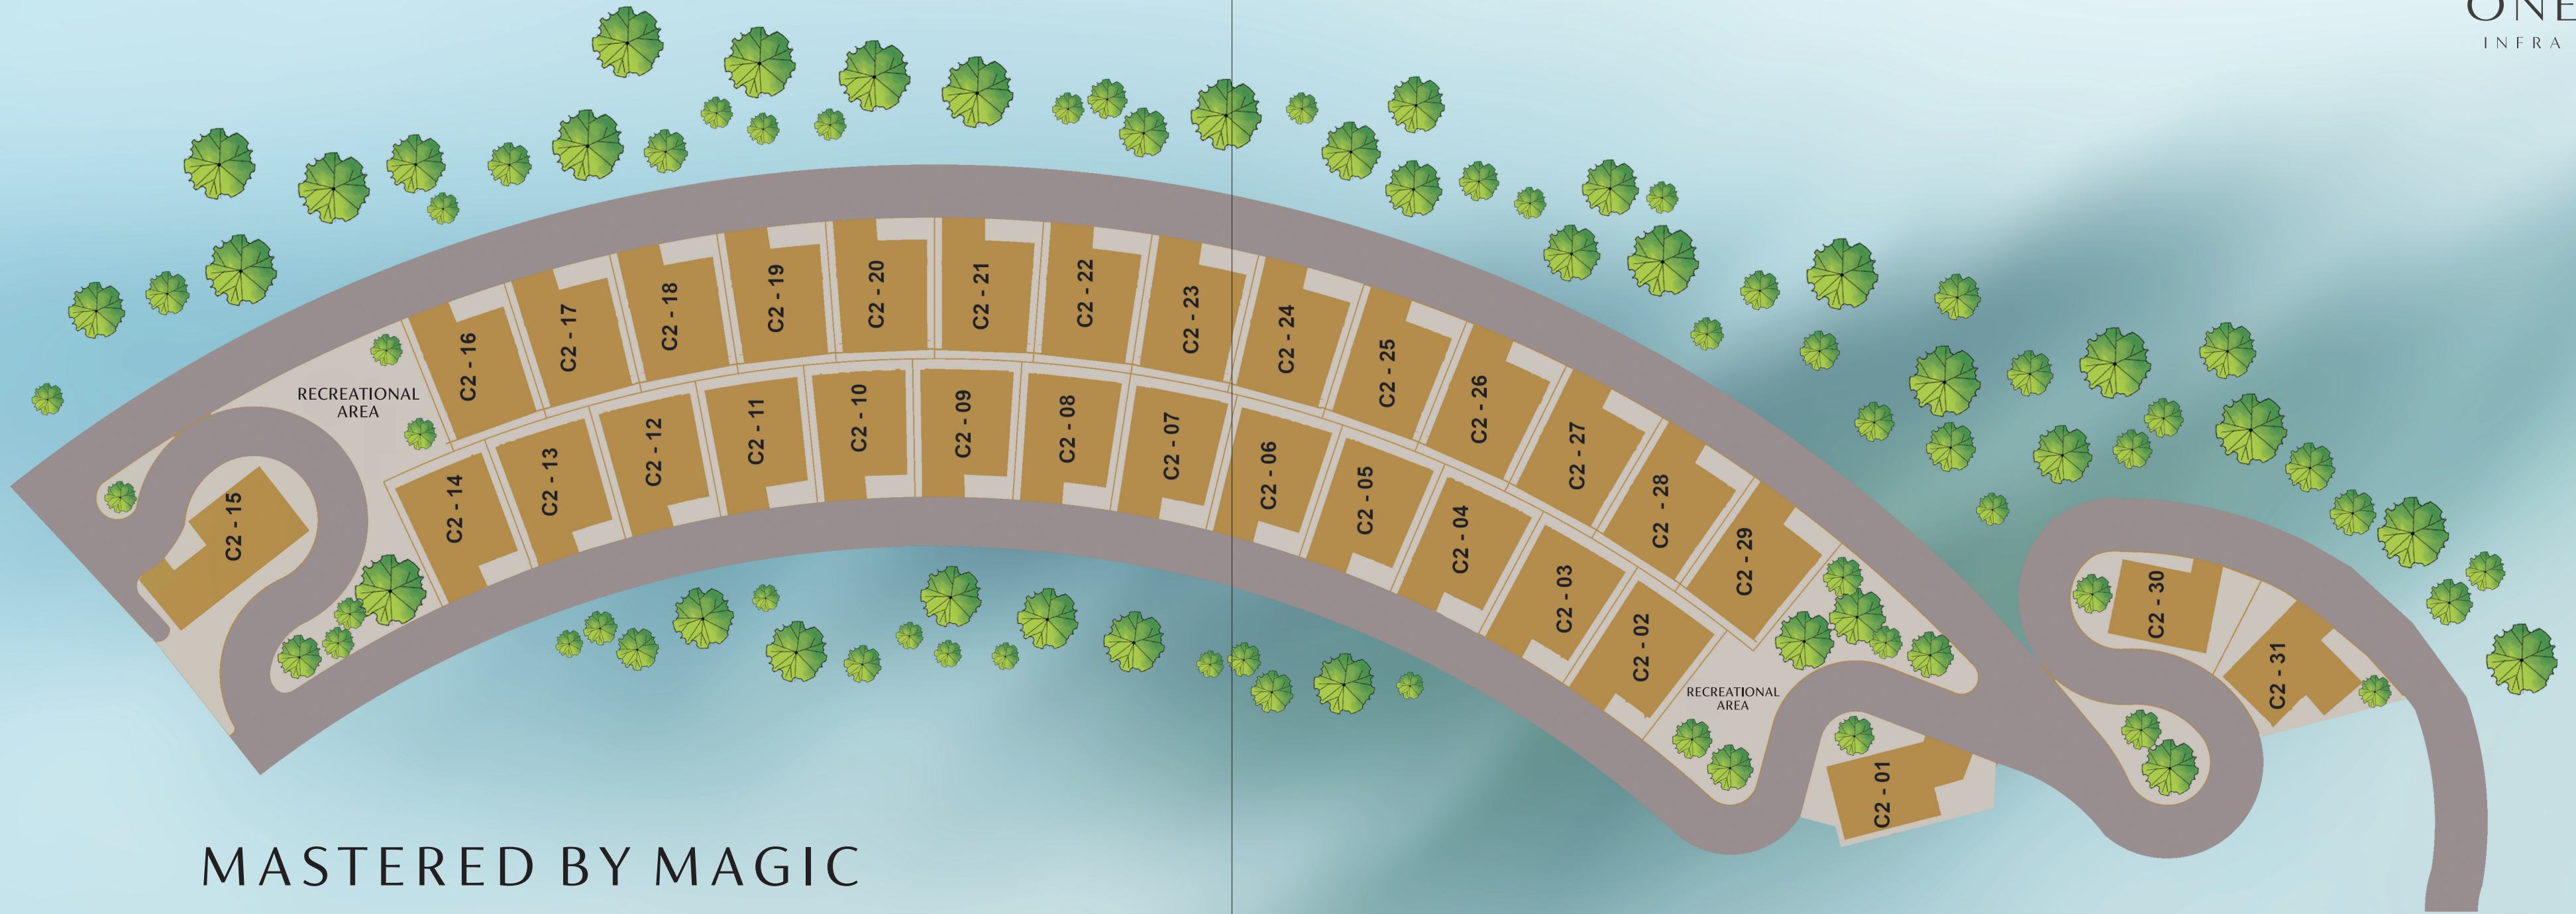 ONE
INFRA
C2 - 16
C2 - 17
C2 - 18
C2 - 19
C2 - 20
C2 - 21
C2 - 22
C2 - 23
C2 - 24
C2 - 25
C2 - 26
C2 - 27
C2 - 28
C2 - 29
C2 - 30
C2 - 31
RECREATIONAL
AREA
C2 - 15
C2 - 14
C2 - 13
C2 - 12
C2 - 11
C2 - 10
C2 - 09
C2 - 08
C2 - 07
C2 - 06
C2 - 05
C2 - 04
C2 - 03
C2 - 02
RECREATIONAL
AREA
C2 - 01
MASTERED BY MAGIC